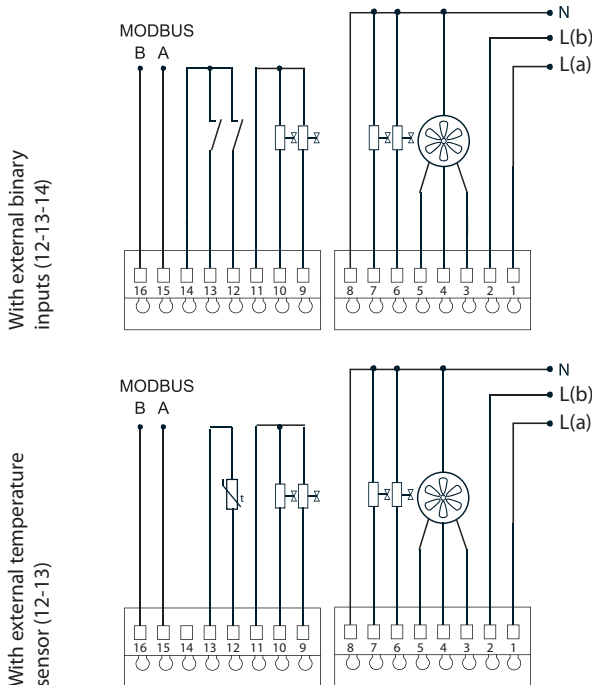 With external binary
inputs (12-13-14)
MODBUS
B A
N
L(b)
L(a)
16 15 14 13 12 11 10 9
8 7 6 5 4 3 2 1
With external temperature
sensor (12-13)
MODBUS
B A
t
N
L(b)
L(a)
16 15 14 13 12 11 10 9
8 7 6 5 4 3 2 1